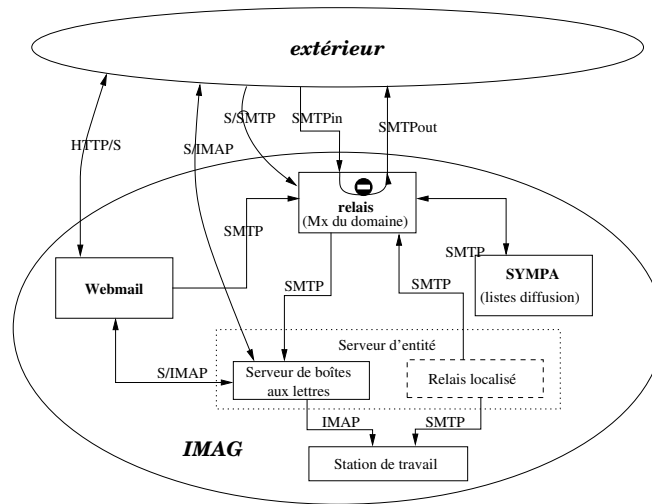 extérieur
S/SMTP
SMTPin
SMTPout
HTTP/S
S/IMAP
relais
(Mx du domaine)
SMTP
SMTP
Webmail
SYMPA
(listes diffusion)
SMTP
SMTP
Serveur d'entité
S/IMAP
Serveur de boîtes
aux lettres
Relais localisé
IMAP
SMTP
IMAG
Station de travail